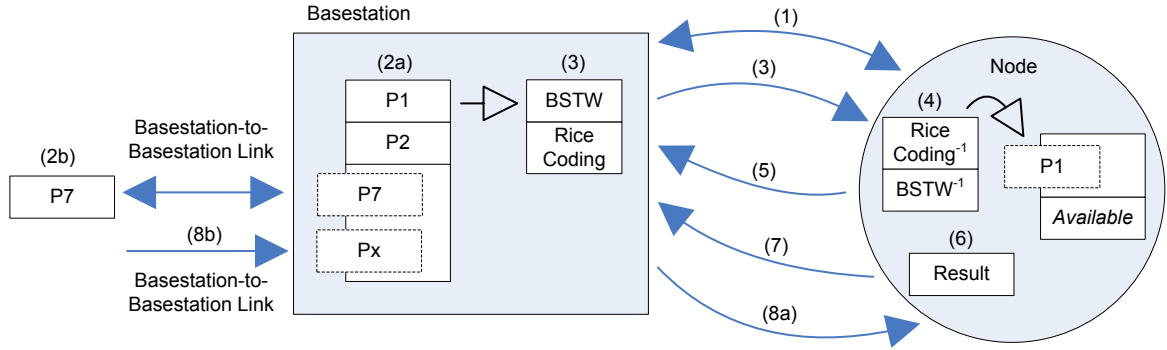 Basestation
(1)
(2a)
(3)
(3)
Node
P1
BSTW
(4)
P2
Rice
Coding
Rice
Coding-1
BSTW-1
P1
Available
Basestation-to-
Basestation Link
(2b)
P7
P7
(5)
(8b)
Px
(7)
(6)
Result
Basestation-to-
Basestation Link
(8a)